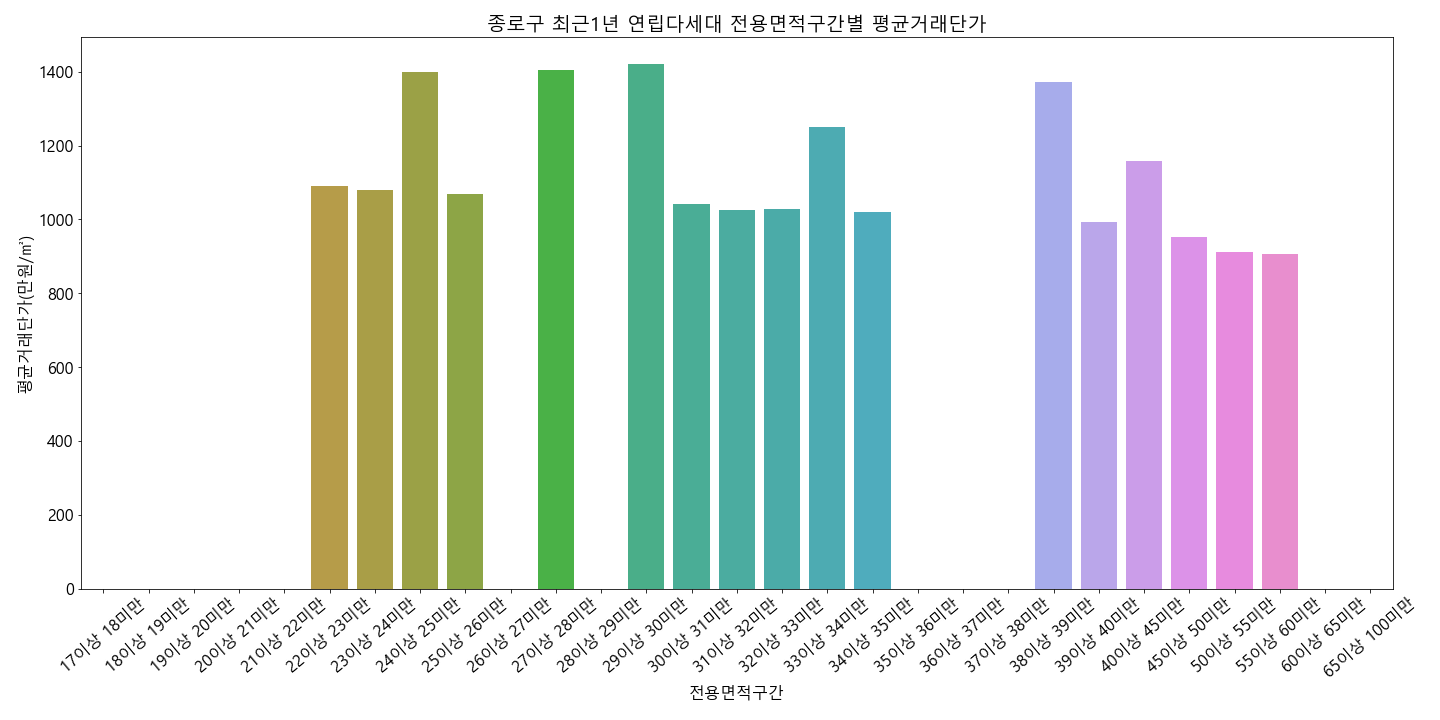 종로구 최근1년 연립다세대 전용면적구간별 평균거래단가
평균거래단가(만원/㎡)
1400
1200
1000
800
600
400
200
0
17이상 18미만
18이상 19미만
19이상 20미만
20이상 21미만
21이상 22미만
22이상 23미만
23이상 24미만
24이상 25미만
25이상 26미만
26이상 27미만
27이상 28미만
28이상 29미만
29이상 30미만
30이상 31미만
31이상 32미만
32이상 33미만
33이상 34미만
34이상 35미만
35이상 36미만
36이상 37미만
37이상 38미만
38이상 39미만
39이상 40미만
40이상 45미만
45이상 50미만
50이상 55미만
55이상 60미만
60이상 65미만
65이상 100미만
전용면적구간